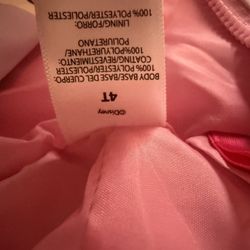 ©Disney
4T
BODY BASE/BASE DEL CUERPO:
100% POLYESTER/POLIESTER
COATING/REVESTIMIENTO:
100% POLYURETHANE/
POLIURETANO
LINING/FORRO:
100% POLYESTER/POLIESTER